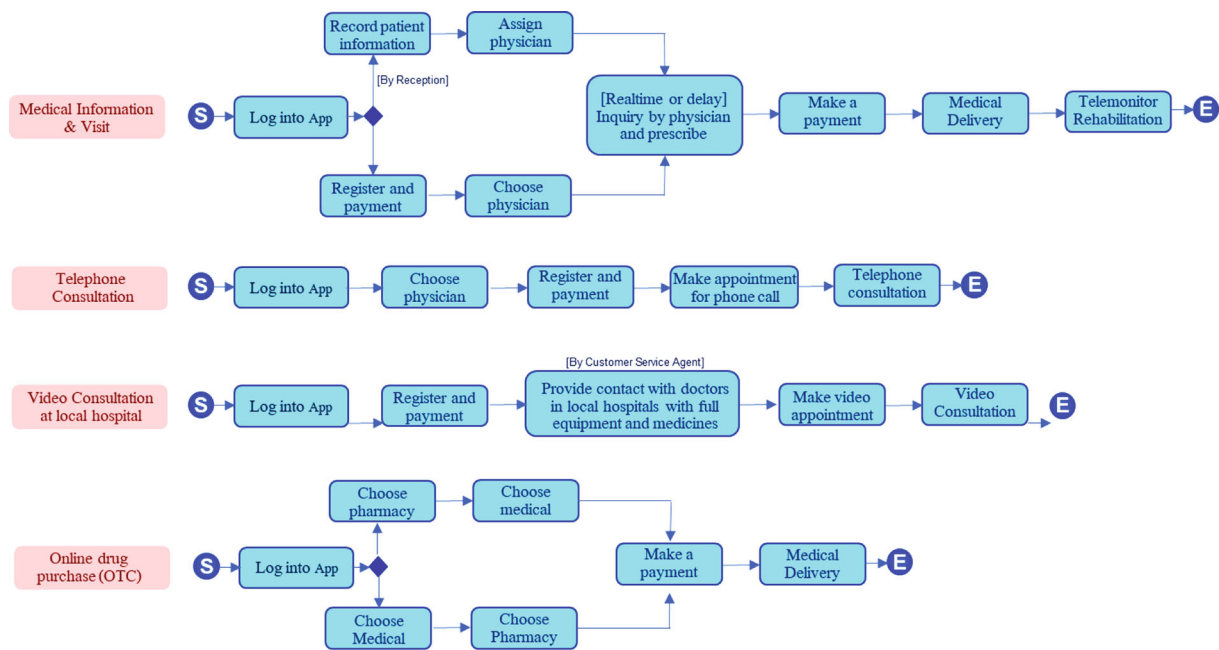 Medical Information
& Visit
S
Log into App
[By Reception]
Record patient
information
Assign
physician
Register and
payment
Choose
physician
[Realtime or delay]
Inquiry by physician
and prescribe
Make a
payment
Medical
Delivery
Telemonitor
Rehabilitation
E
Telephone
Consultation
S
Log into App
Choose
physician
Register and
payment
Make appointment
for phone call
Telephone
consultation
E
Video Consultation
at local hospital
S
Log into App
Register and
payment
[By Customer Service Agent]
Provide contact with doctors
in local hospitals with full
equipment and medicines
Make video
appointment
Video
Consultation
E
Online drug
purchase (OTC)
S
Log into App
Choose
pharmacy
Choose
medical
Choose
Medical
Choose
Pharmacy
Make a
payment
Medical
Delivery
E